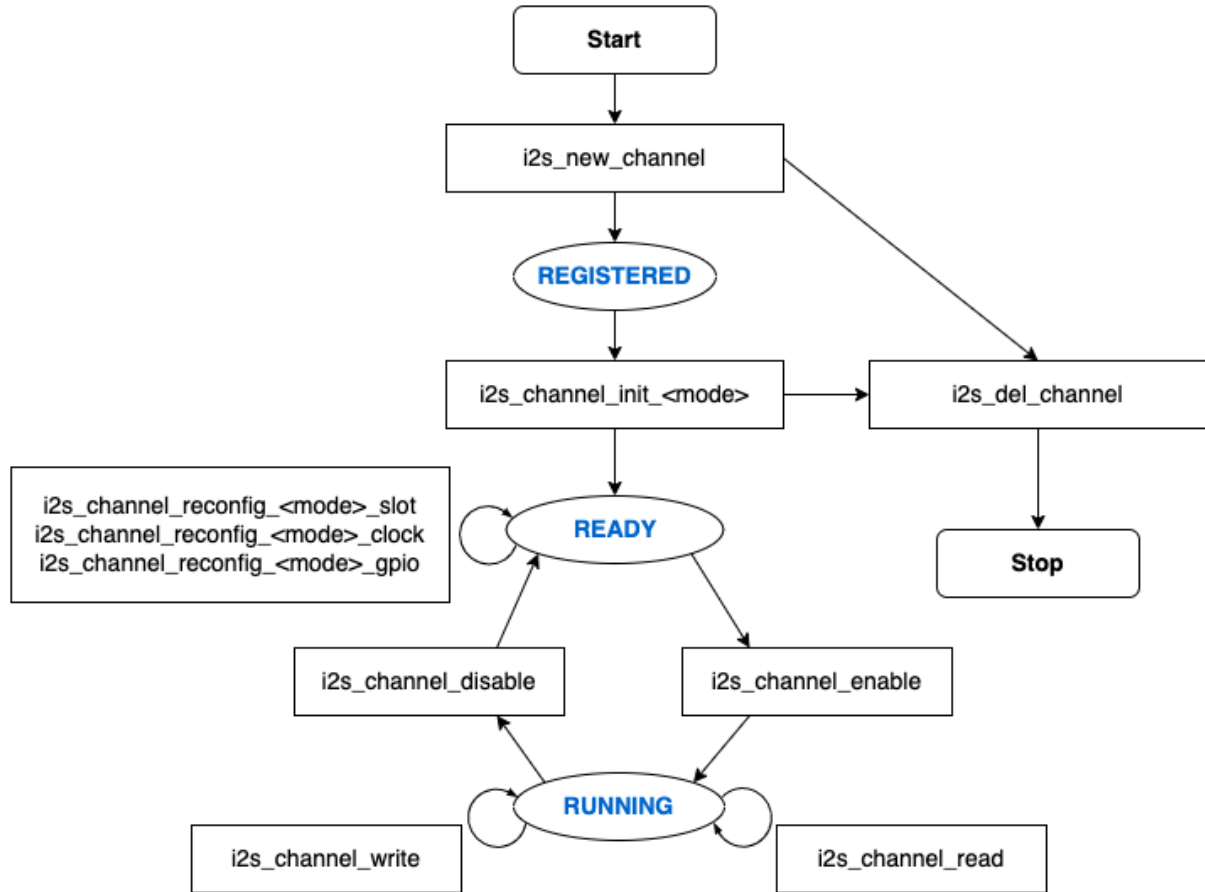 Start
i2s_new_channel
REGISTERED
i2s_channel_init_<mode>
i2s_del_channel
i2s_channel_reconfig_<mode>_slot
i2s_channel_reconfig_<mode>_clock
i2s_channel_reconfig_<mode>_gpio
READY
Stop
i2s_channel_disable
i2s_channel_enable
RUNNING
i2s_channel_write
i2s_channel_read